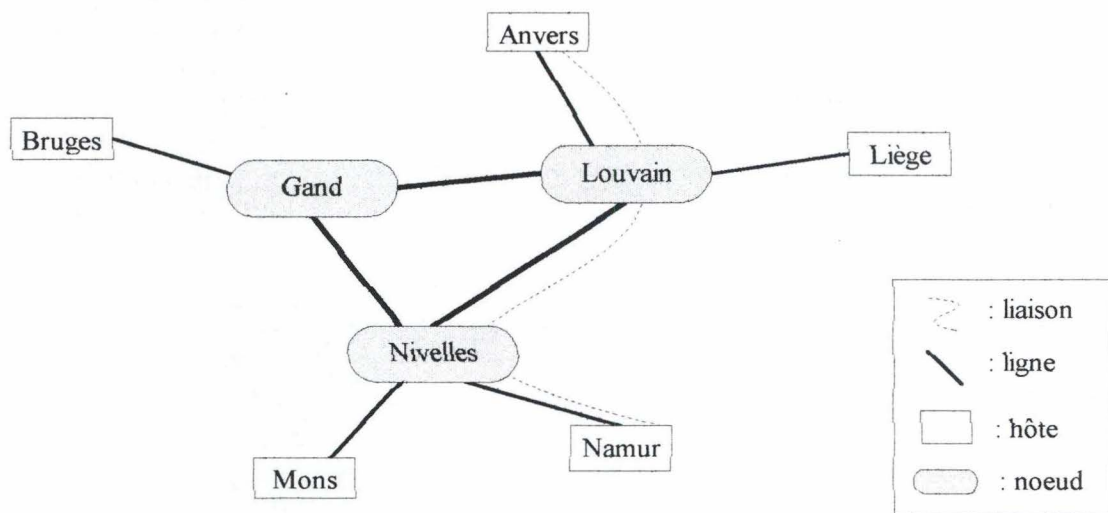 Anvers
Bruges
Gand
Louvain
Liège
Nivelles
Mons
Namur
: liaison
: ligne
: hôte
: noeud